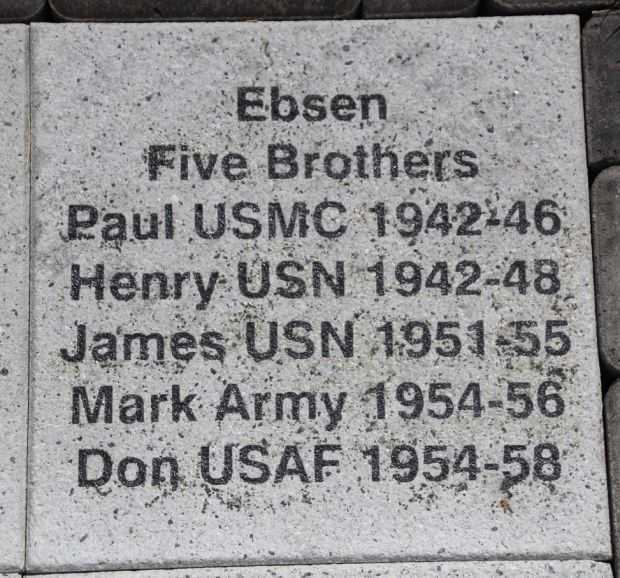 Ebsen
Five Brothers
Paul USMC 1942-46
Henry USN 1942-48
James USN 1951-55
Mark Army 1954-56
Don USAF 1954-58